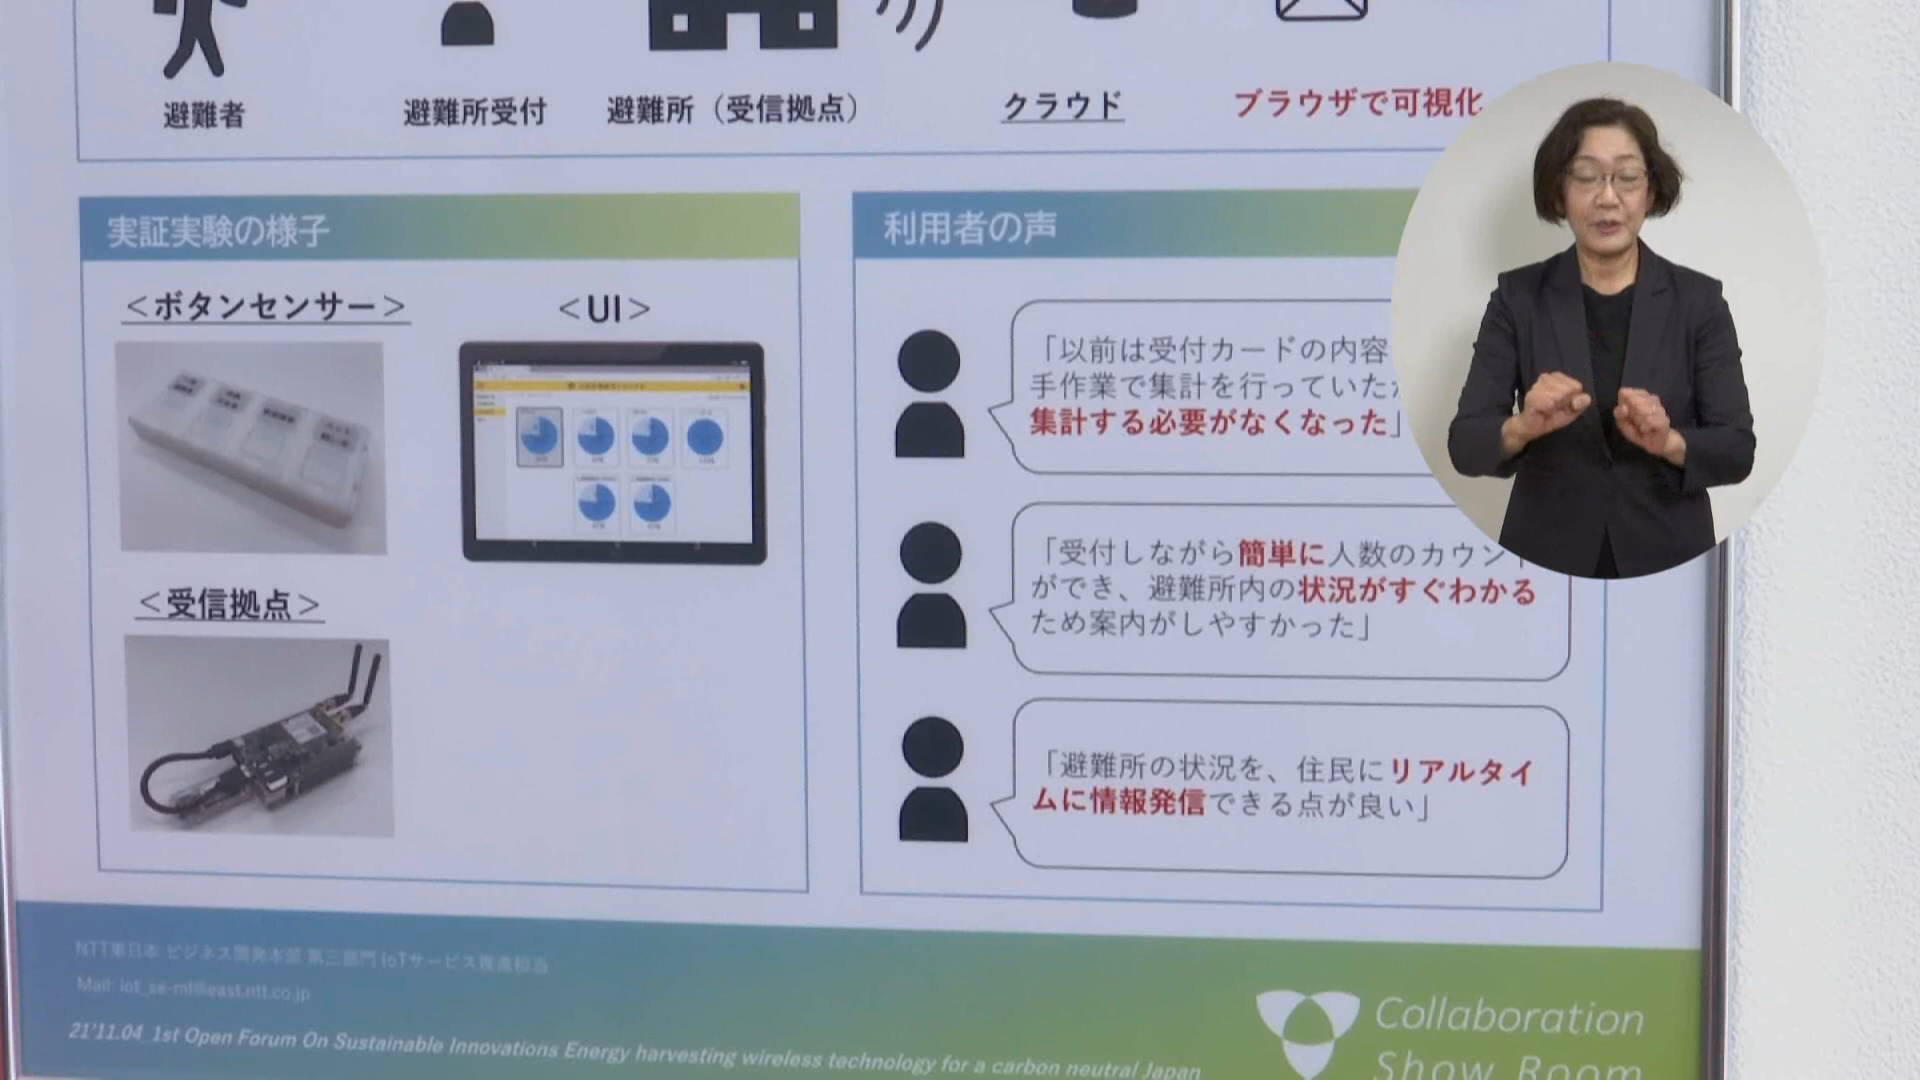 避難者
避難所受付
避難所（受信拠点）
クラウド
ブラウザで可視化
実証実験の様子
＜ボタンセンサー＞
＜UI＞
＜受信拠点＞
利用者の声
「以前は受付カードの内容
手作業で集計を行っていた
集計する必要がなくなった」
「受付しながら簡単に人数のカウント
ができ、避難所内の状況がすぐわかる
ため案内がしやすかった」
「避難所の状況を、住民にリアルタイ
ムに情報発信できる点が良い」
NTT東日本 ビジネス開発本部 第三部門 IoTサービス推進担当
Mail: iot_se-ml@east.ntt.co.jp
21'11.04_1st Open Forum On Sustainable Innovations Energy harvesting wireless technology for a carbon neutral Japan
Collaboration
Show Room